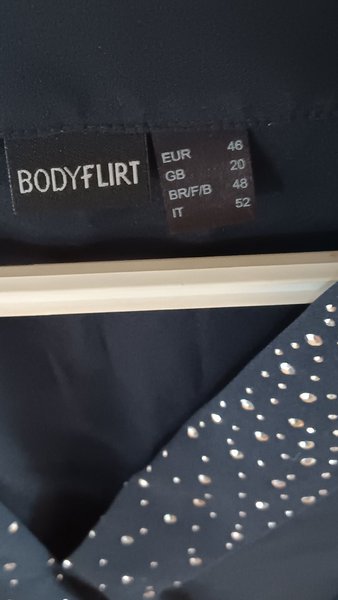 BODYFLIRT
EUR 46
GB 20
BR/F/B 48
IT 52